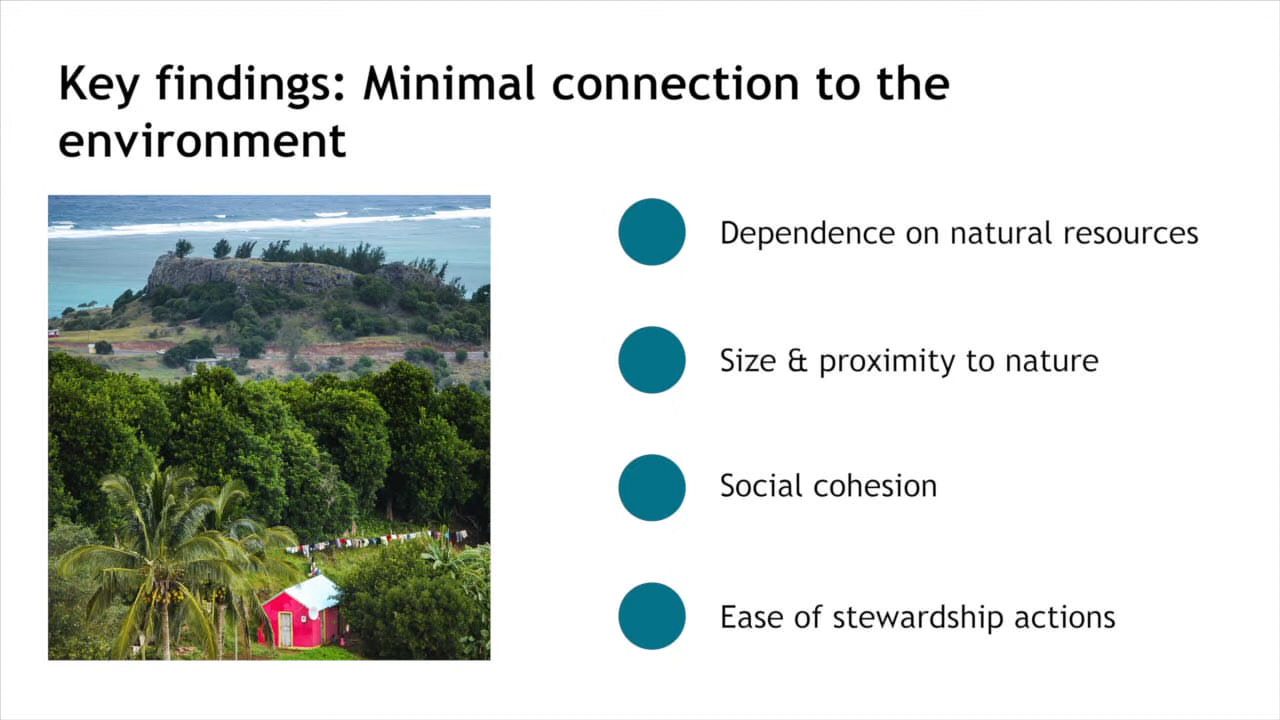 Key findings: Minimal connection to the
environment
Dependence on natural resources
Size & proximity to nature
Social cohesion
Ease of stewardship actions